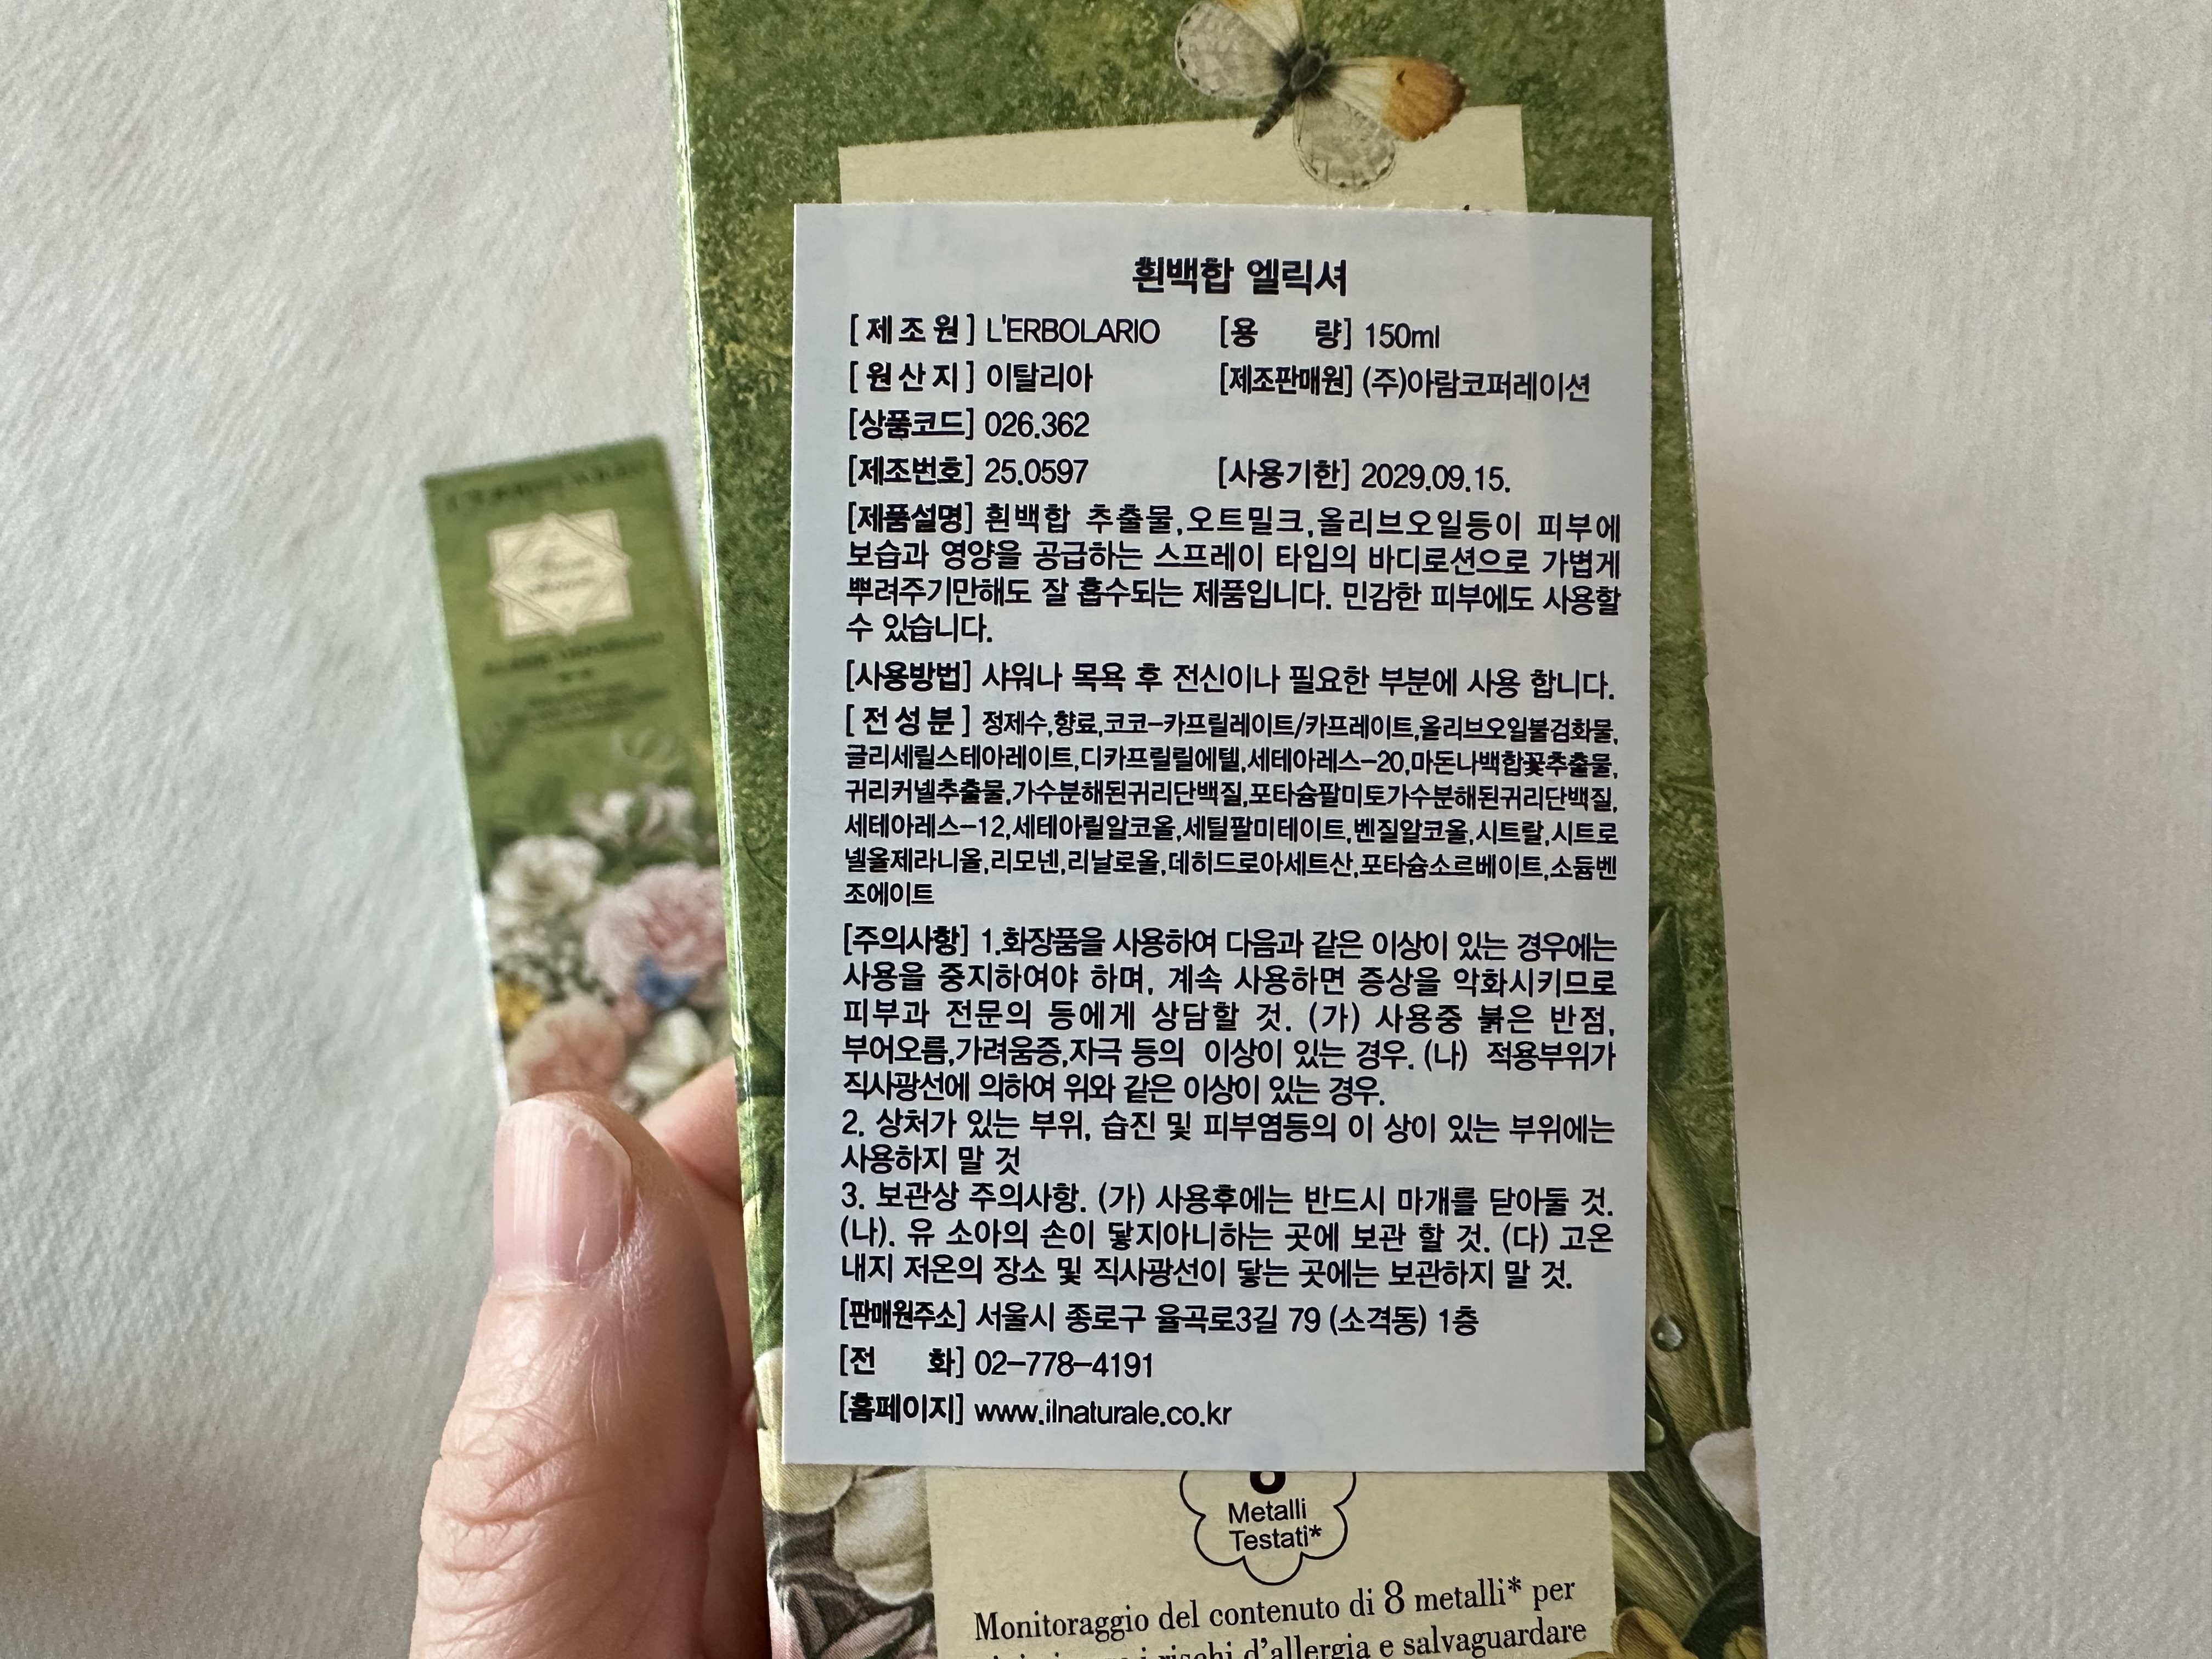 흰백합 엘릭셔
[제조원] L'ERBOLARIO [용 량] 150ml
[원산지] 이탈리아 [제조판매원] (주)아람코퍼레이션
[상품코드] 026.362
[제조번호] 25.0597 [사용기한] 2029.09.15.
[제품설명] 흰백합 추출물,오트밀크,올리브오일등이 피부에
보습과 영양을 공급하는 스프레이 타입의 바디로션으로 가볍게
뿌려주기만해도 잘 흡수되는 제품입니다. 민감한 피부에도 사용할
수 있습니다.
[사용방법] 샤워나 목욕 후 전신이나 필요한 부분에 사용 합니다.
[전성분] 정제수,향료,코코-카프릴레이트/카프레이트,올리브오일불검화물,
글리세릴스테아레이트,디카프릴릴에텔,세테아레스-20,마돈나백합꽃추출물,
귀리커넬추출물,가수분해된귀리단백질,포타슘팔미토가수분해된귀리단백질,
세테아레스-12,세테아릴알코올,세틸팔미테이트,벤질알코올,시트랄,시트로
넬올제라니올,리모넨,리날로올,데히드로아세트산,포타슘소르베이트,소듐벤
조에이트
[주의사항] 1.화장품을 사용하여 다음과 같은 이상이 있는 경우에는
사용을 중지하여야 하며, 계속 사용하면 증상을 악화시키므로
피부과 전문의 등에게 상담할 것. (가) 사용중 붉은 반점,
부어오름,가려움증,자극 등의 이상이 있는 경우. (나) 적용부위가
직사광선에 의하여 위와 같은 이상이 있는 경우.
2. 상처가 있는 부위, 습진 및 피부염등의 이 상이 있는 부위에는
사용하지 말 것
3. 보관상 주의사항. (가) 사용후에는 반드시 마개를 닫아둘 것.
(나). 유 소아의 손이 닿지아니하는 곳에 보관 할 것. (다) 고온
내지 저온의 장소 및 직사광선이 닿는 곳에는 보관하지 말 것.
[판매원주소] 서울시 종로구 율곡로3길 79 (소격동) 1층
[전 화] 02-778-4191
[홈페이지] www.ilnaturale.co.kr
Metalli
Testati*
Monitoraggio del contenuto di 8 metalli* per
rischi d'allergia e salvaguardare